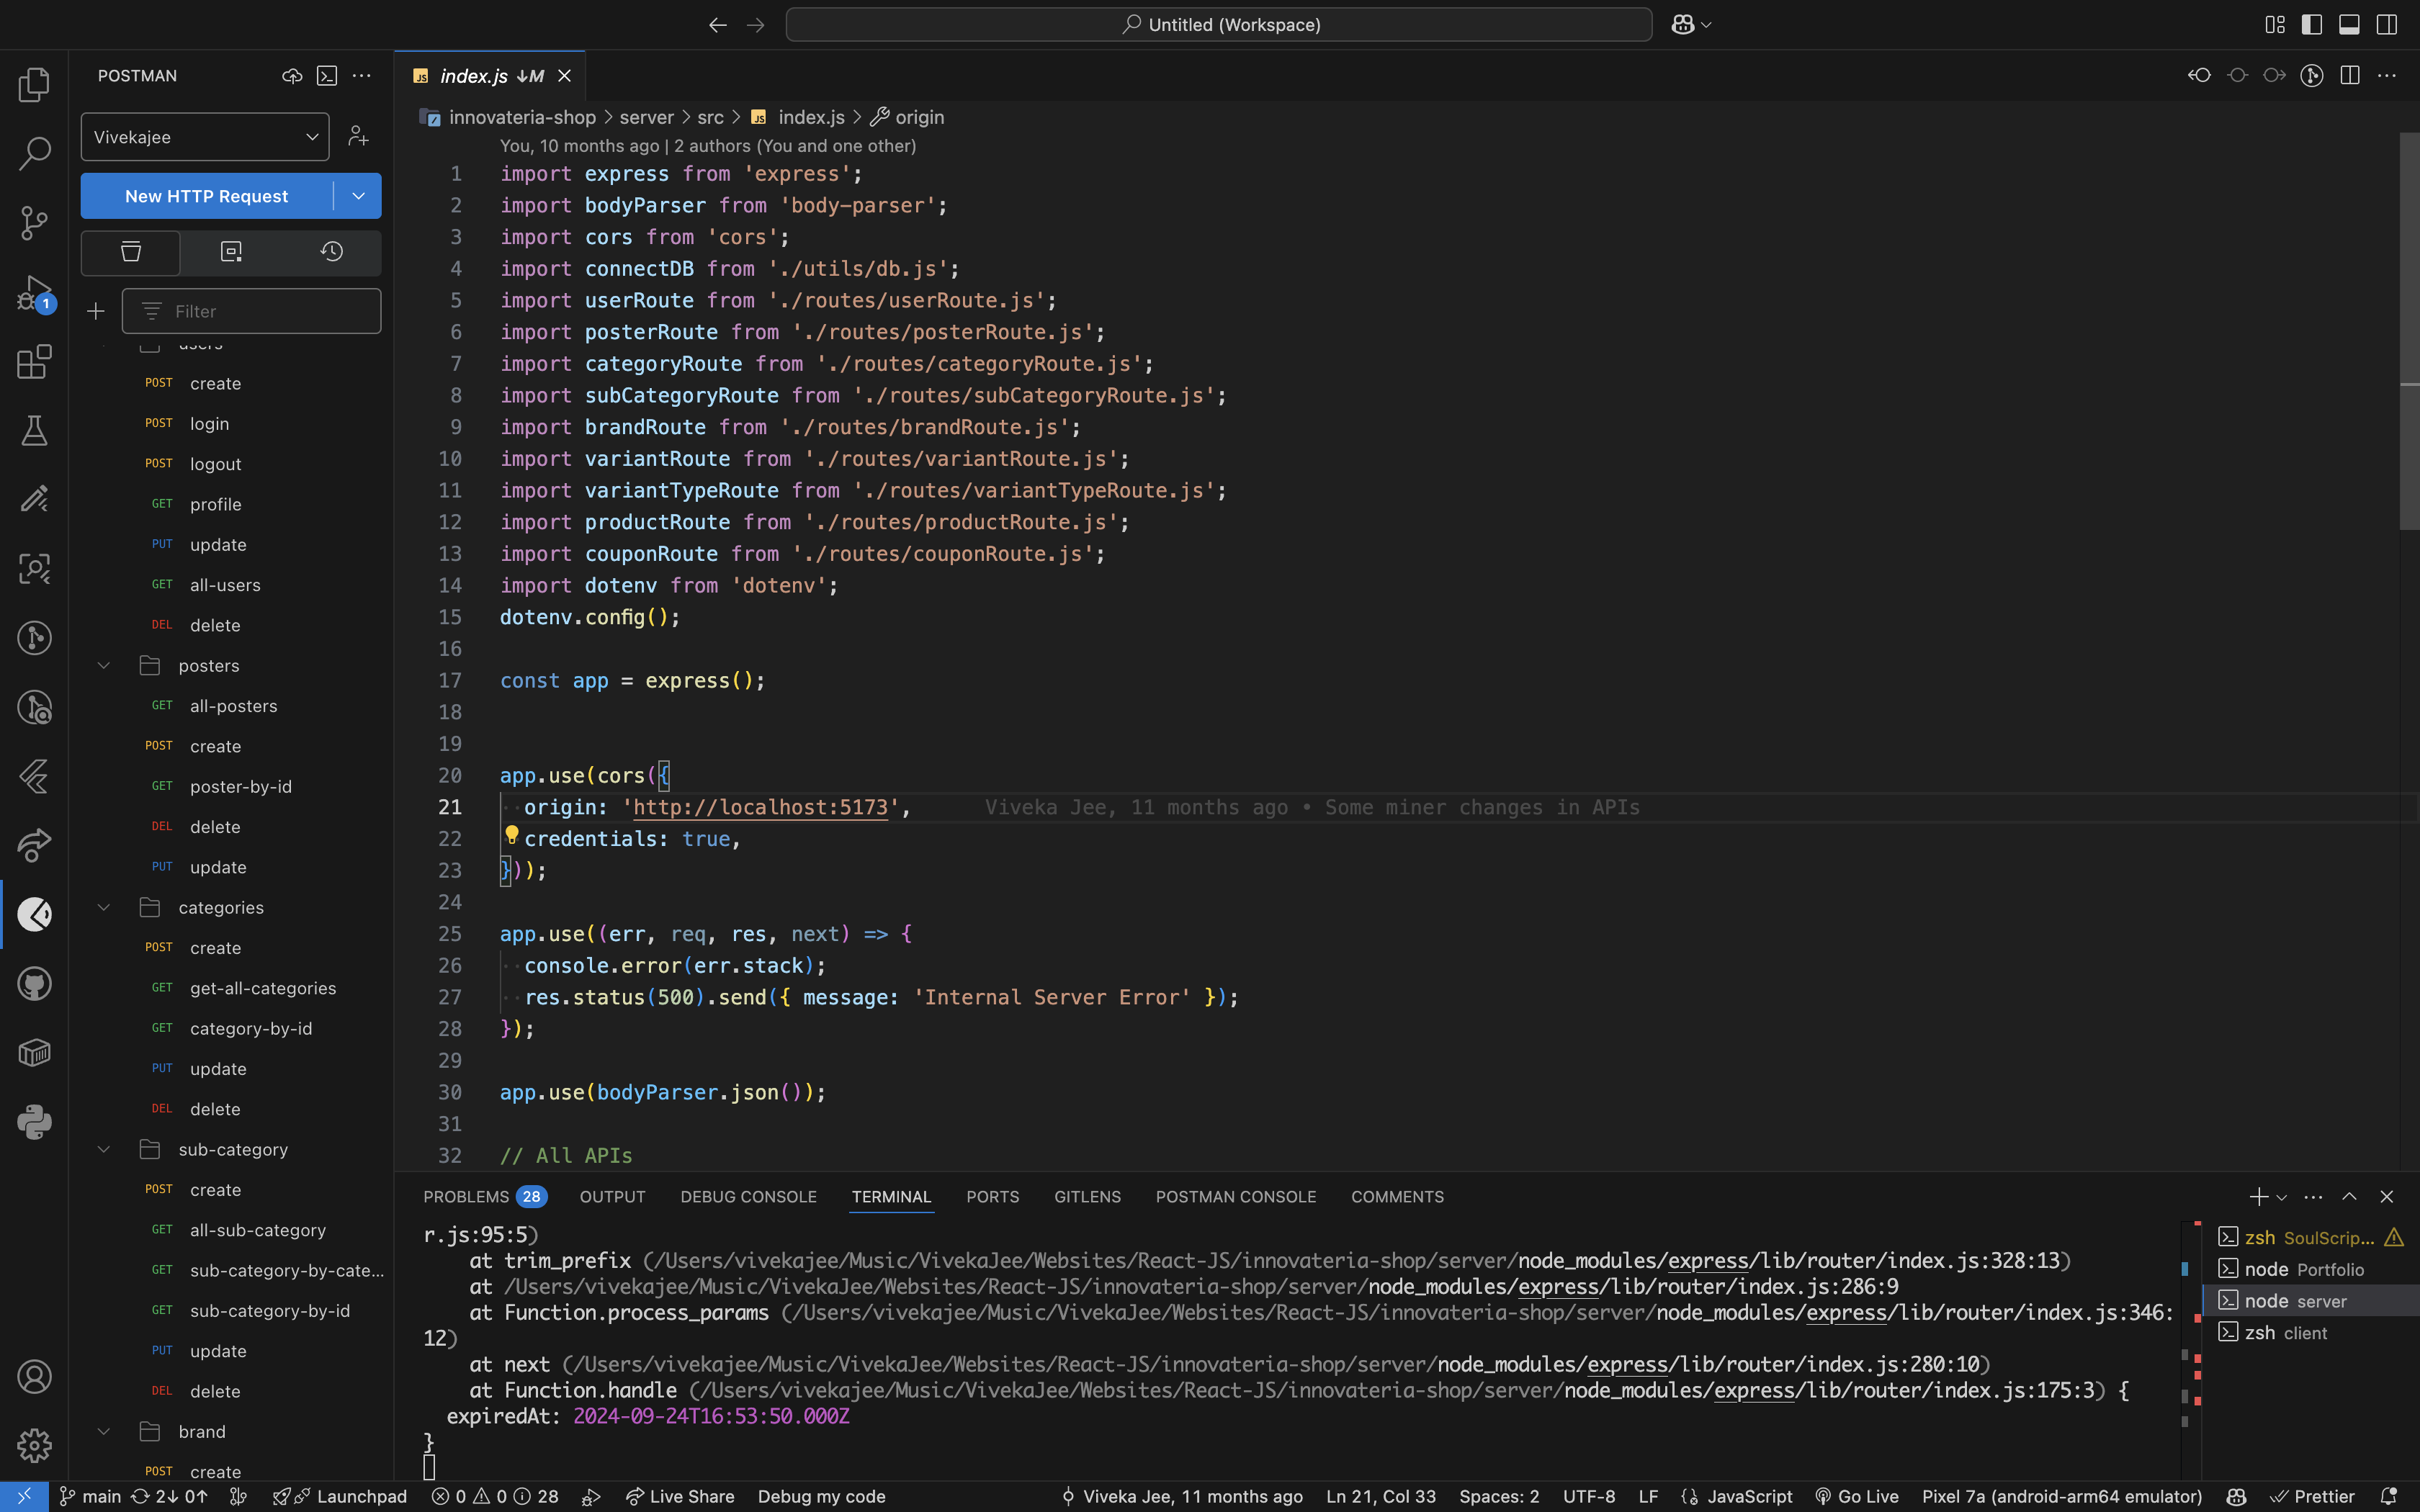 Untitled (Workspace)
POSTMAN
Vivekajee
New HTTP Request
Filter
users
POST create
POST login
POST logout
GET profile
PUT update
GET all-users
DEL delete
posters
GET all-posters
POST create
GET poster-by-id
DEL delete
PUT update
categories
POST create
GET get-all-categories
GET category-by-id
PUT update
DEL delete
sub-category
POST create
GET all-sub-category
GET sub-category-by-cate...
GET sub-category-by-id
PUT update
DEL delete
brand
POST create
JS index.js ↓M
innovateria-shop > server > src > JS index.js > origin
You, 10 months ago | 2 authors (You and one other)
1 import express from 'express';
2 import bodyParser from 'body-parser';
3 import cors from 'cors';
4 import connectDB from './utils/db.js';
5 import userRoute from './routes/userRoute.js';
6 import posterRoute from './routes/posterRoute.js';
7 import categoryRoute from './routes/categoryRoute.js';
8 import subCategoryRoute from './routes/subCategoryRoute.js';
9 import brandRoute from './routes/brandRoute.js';
10 import variantRoute from './routes/variantRoute.js';
11 import variantTypeRoute from './routes/variantTypeRoute.js';
12 import productRoute from './routes/productRoute.js';
13 import couponRoute from './routes/couponRoute.js';
14 import dotenv from 'dotenv';
15 dotenv.config();
16
17 const app = express();
18
19
20 app.use(cors({
21 origin: 'http://localhost:5173', Viveka Jee, 11 months ago • Some miner changes in APIs
22 credentials: true,
23 }));
24
25 app.use((err, req, res, next) => {
26 console.error(err.stack);
27 res.status(500).send({ message: 'Internal Server Error' });
28 });
29
30 app.use(bodyParser.json());
31
32 // All APIs
PROBLEMS 28 OUTPUT DEBUG CONSOLE TERMINAL PORTS GITLENS POSTMAN CONSOLE COMMENTS
r.js:95:5)
at trim_prefix (/Users/vivekajee/Music/VivekaJee/Websites/React-JS/innovateria-shop/server/node_modules/express/lib/router/index.js:328:13)
at /Users/vivekajee/Music/VivekaJee/Websites/React-JS/innovateria-shop/server/node_modules/express/lib/router/index.js:286:9
at Function.process_params (/Users/vivekajee/Music/VivekaJee/Websites/React-JS/innovateria-shop/server/node_modules/express/lib/router/index.js:346:
12)
at next (/Users/vivekajee/Music/VivekaJee/Websites/React-JS/innovateria-shop/server/node_modules/express/lib/router/index.js:280:10)
at Function.handle (/Users/vivekajee/Music/VivekaJee/Websites/React-JS/innovateria-shop/server/node_modules/express/lib/router/index.js:175:3) {
expiredAt: 2024-09-24T16:53:50.000Z
}
zsh SoulScrip...
node Portfolio
node server
zsh client
1
main 2↓ 0↑ Launchpad 0 0 28 Live Share Debug my code Viveka Jee, 11 months ago Ln 21, Col 33 Spaces: 2 UTF-8 LF {} JavaScript Go Live Pixel 7a (android-arm64 emulator) Prettier